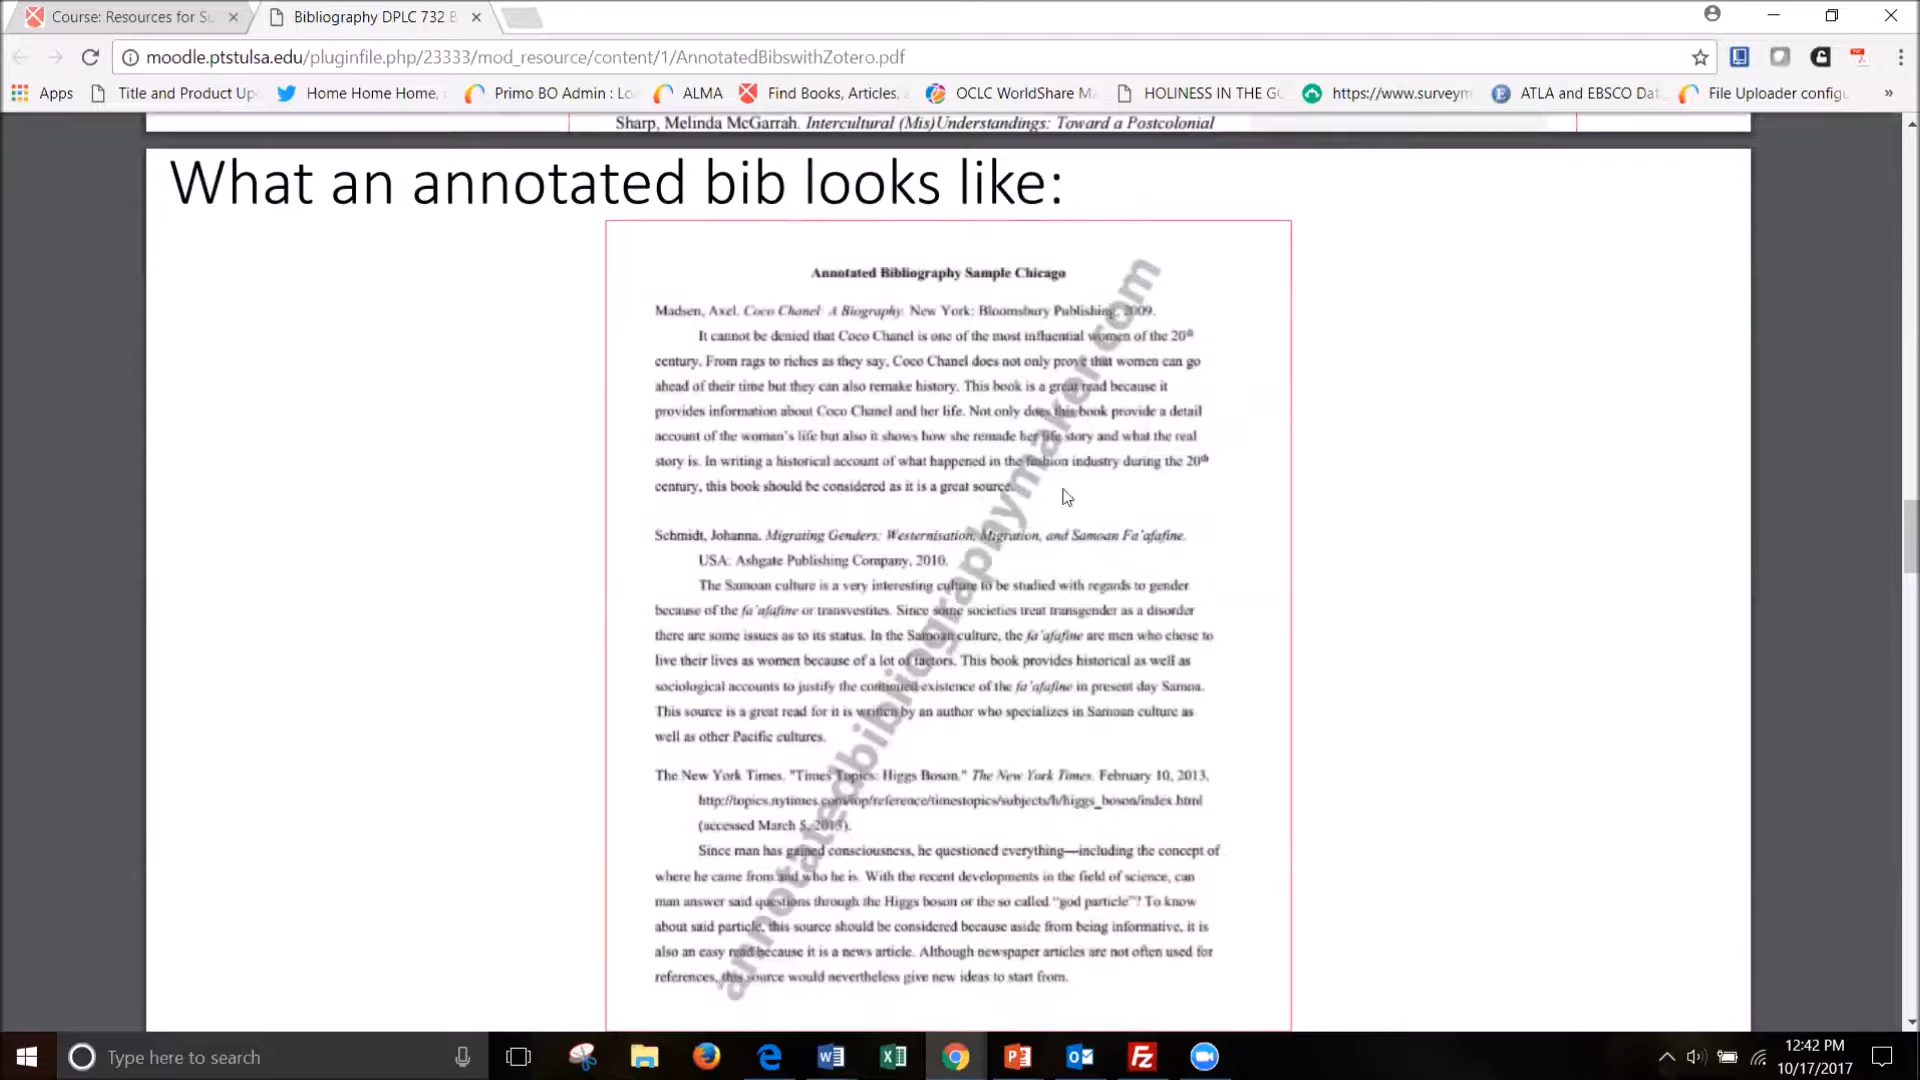 Course: Resources for Su
Bibliography DPLC 732 B
moodle.ptstulsa.edu/pluginfile.php/23333/mod_resource/content/1/AnnotatedBibswithZotero.pdf
Apps
Title and Product Up
Home Home Home,
Primo BO Admin : Lo
ALMA
Find Books, Articles,
OCLC WorldShare Ma
HOLINESS IN THE GO
https://www.surveym
ATLA and EBSCO Dat
File Uploader configu
»
Sharp, Melinda McGarrah. Intercultural (Mis)Understandings: Toward a Postcolonial
What an annotated bib looks like:
Annotated Bibliography Sample Chicago
Madsen, Axel. Coco Chanel: A Biography. New York: Bloomsbury Publishing, 2009.
It cannot be denied that Coco Chanel is one of the most influential women of the 20th
century. From rags to riches as they say, Coco Chanel does not only prove that women can go
ahead of their time but they can also remake history. This book is a great read because it
provides information about Coco Chanel and her life. Not only does this book provide a detail
account of the woman's life but also it shows how she remade her life story and what the real
story is. In writing a historical account of what happened in the fashion industry during the 20th
century, this book should be considered as it is a great source.
Schmidt, Johanna. Migrating Genders: Westernisation, Migration, and Samoan Fa'afafine.
USA: Ashgate Publishing Company, 2010.
The Samoan culture is a very interesting culture to be studied with regards to gender
because of the fa'afafine or transvestites. Since some societies treat transgender as a disorder
there are some issues as to its status. In the Samoan culture, the fa'afafine are men who chose to
live their lives as women because of a lot of factors. This book provides historical as well as
sociological accounts to justify the continued existence of the fa'afafine in present day Samoa.
This source is a great read for it is written by an author who specializes in Samoan culture as
well as other Pacific cultures.
The New York Times. "Times Topics: Higgs Boson." The New York Times. February 10, 2013.
http://topics.nytimes.com/top/reference/timestopics/subjects/h/higgs_boson/index.html
(accessed March 5, 2013).
Since man has gained consciousness, he questioned everything—including the concept of
where he came from and who he is. With the recent developments in the field of science, can
man answer said questions through the Higgs boson or the so called "god particle"? To know
about said particle, this source should be considered because aside from being informative, it is
also an easy read because it is a news article. Although newspaper articles are not often used for
references, this source would nevertheless give new ideas to start from.
annotatedbibliographymaker.com
Type here to search
12:42 PM
10/17/2017